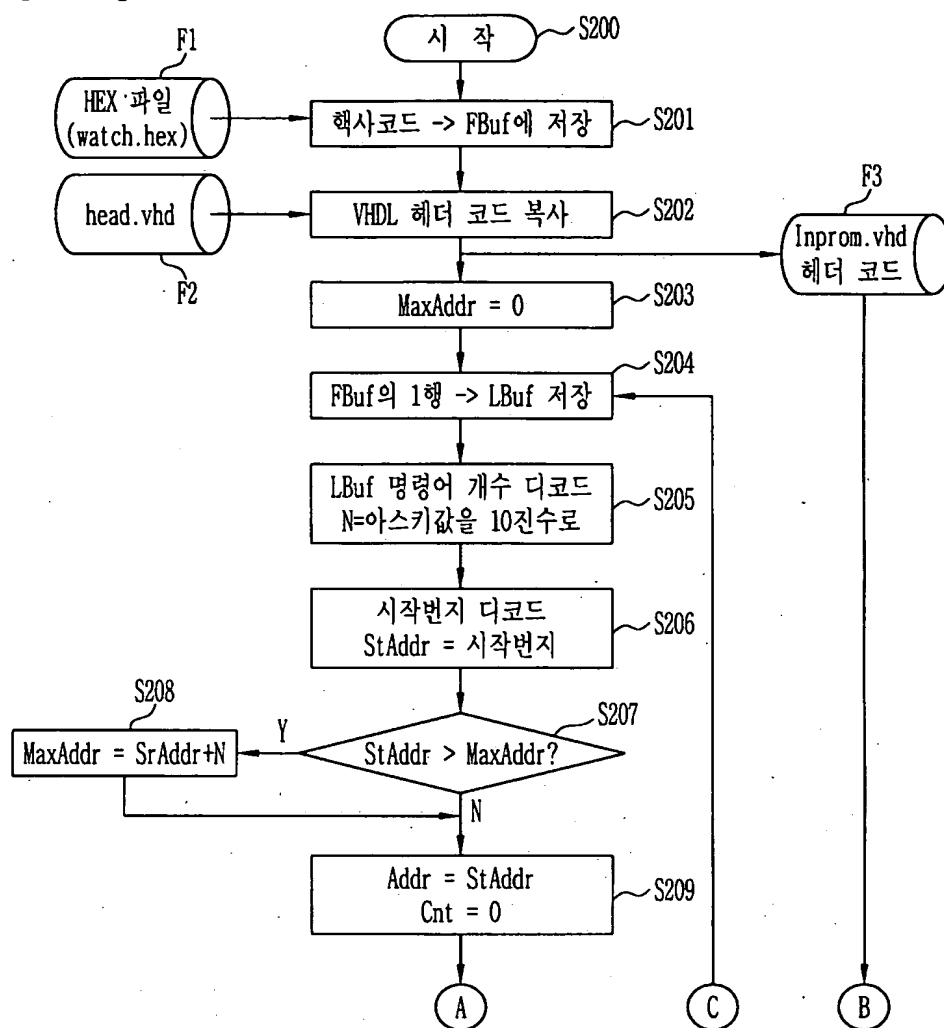 시 작
S200
F1
HEX 파일
(watch.hex)
핵사코드 -> FBuf에 저장
S201
head.vhd
F2
VHDL 헤더 코드 복사
S202
F3
Inprom.vhd
헤더 코드
MaxAddr = 0
S203
S204
FBuf의 1행 -> LBuf 저장
LBuf 명령어 개수 디코드
N=아스키값을 10진수로
S205
시작번지 디코드
StAddr = 시작번지
S206
S208
S207
MaxAddr = SrAddr+N
Y
StAddr > MaxAddr?
N
Addr = StAddr
Cnt = 0
S209
A
C
B